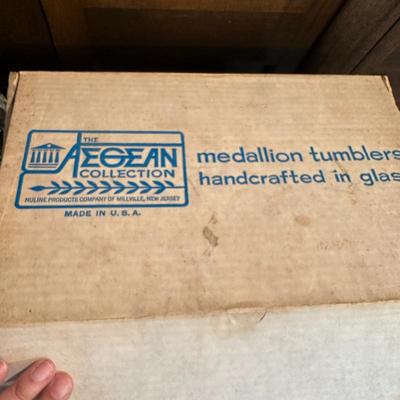 THE
AEGEAN
COLLECTION
NULINE PRODUCTS COMPANY OF MILLVILLE, NEW JERSEY
MADE IN U.S.A.
medallion tumblers
handcrafted in glas